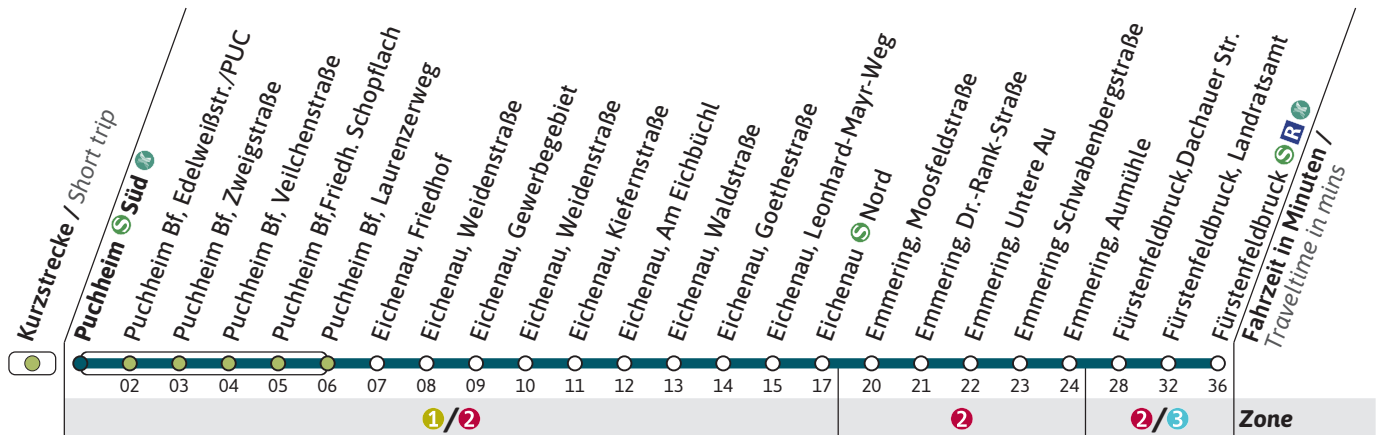 Kurzstrecke / Short trip
Puchheim S Süd
Puchheim Bf, Edelweißstr./PUC
Puchheim Bf, Zweigstraße
Puchheim Bf, Veilchenstraße
Puchheim Bf,Friedh. Schopflach
Puchheim Bf, Laurenzerweg
Eichenau, Friedhof
Eichenau, Weidenstraße
Eichenau, Gewerbegebiet
Eichenau, Weidenstraße
Eichenau, Kiefernstraße
Eichenau, Am Eichbüchl
Eichenau, Waldstraße
Eichenau, Goethestraße
Eichenau, Leonhard-Mayr-Weg
Eichenau S Nord
Emmering, Moosfeldstraße
Emmering, Dr.-Rank-Straße
Emmering, Untere Au
Emmering Schwabenbergstraße
Emmering, Aumühle
Fürstenfeldbruck,Dachauer Str.
Fürstenfeldbruck, Landratsamt
Fürstenfeldbruck S R
Fahrzeit in Minuten /
Traveltime in mins
02 03 04 05 06 07 08 09 10 11 12 13 14 15 17 20 21 22 23 24 28 32 36
1/2 2 2/3 Zone